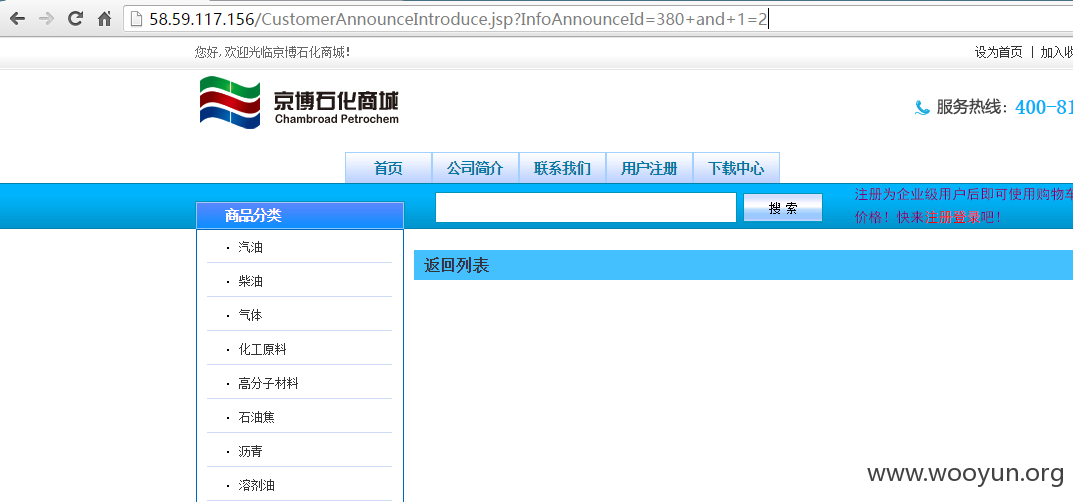 58.59.117.156/CustomerAnnounceIntroduce.jsp?InfoAnnounceId=380+and+1=2
您好, 欢迎光临京博石化商城! 设为首页 | 加入收
京博石化商城
Chambroad Petrochem
服务热线: 400-81
首页 公司简介 联系我们 用户注册 下载中心
注册为企业级用户后即可使用购物车
搜 索
价格! 快来注册登录吧!
商品分类
返回列表
· 汽油
· 柴油
· 气体
· 化工原料
· 高分子材料
· 石油焦
· 沥青
· 溶剂油
www.wooyun.org